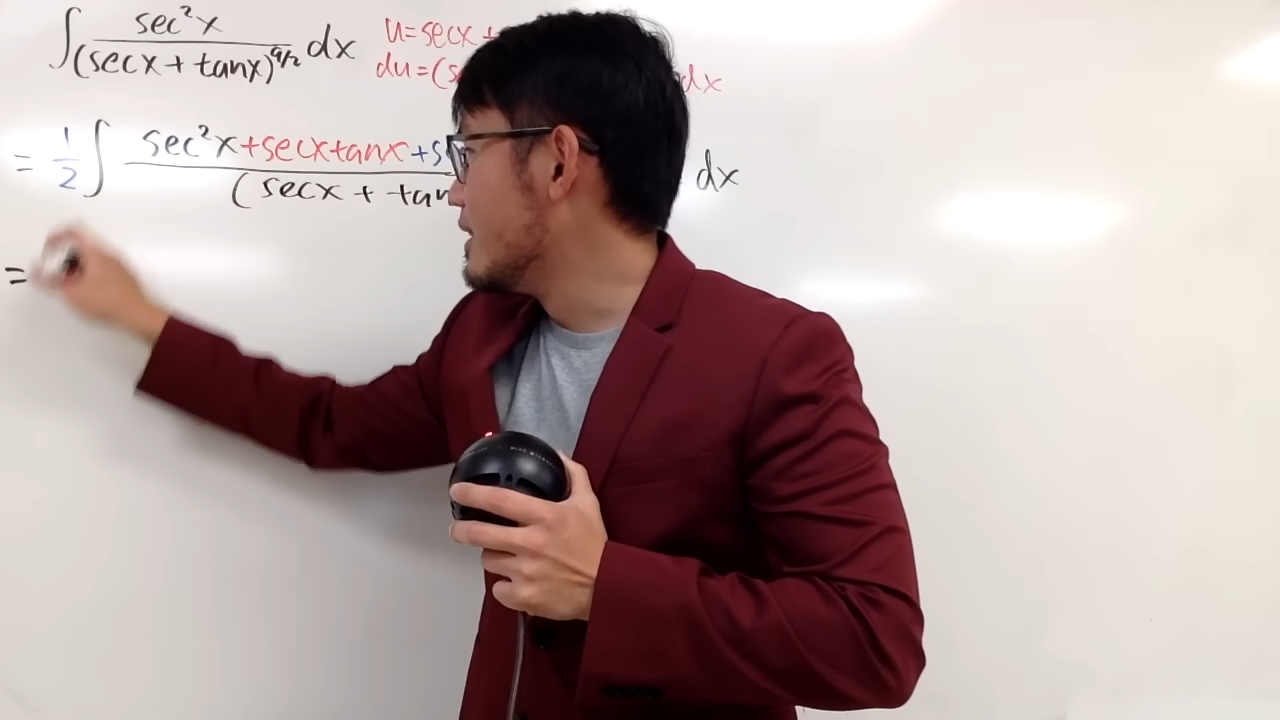 ∫ sec²x / (secx + tanx)^(9/2) dx u = secx +
du = (s dx
= 1/2 ∫ sec²x + secxtanx + s / (secx + tan dx
=